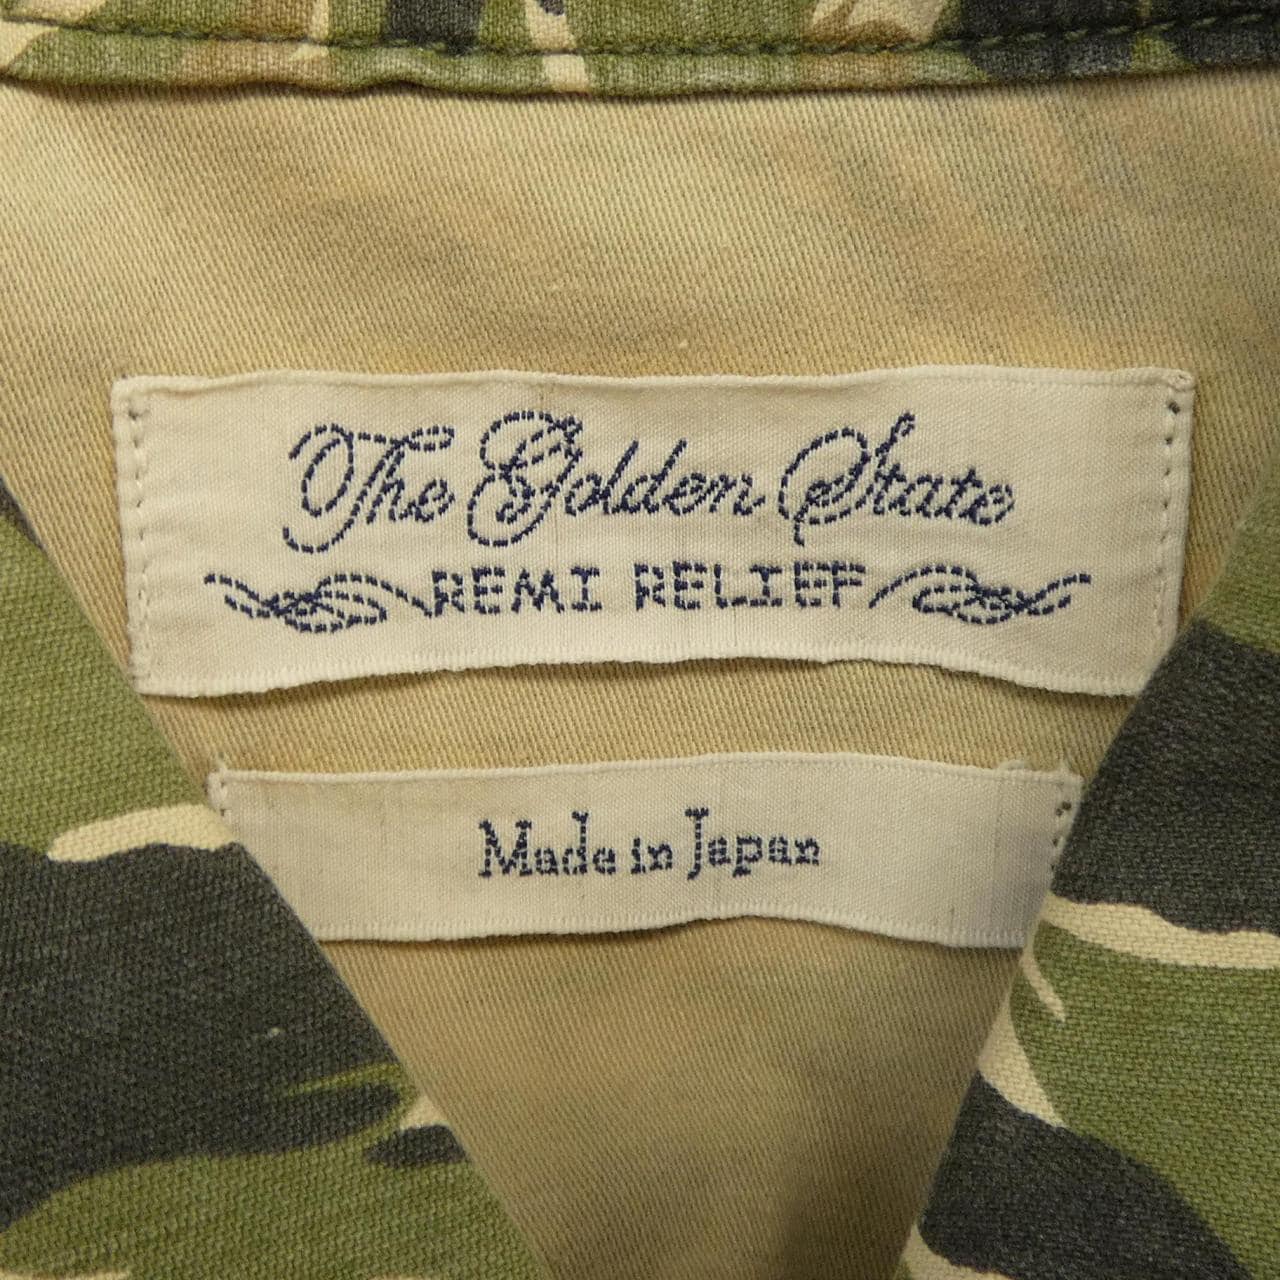 The Golden State
REMI RELIEF
Made in Japan